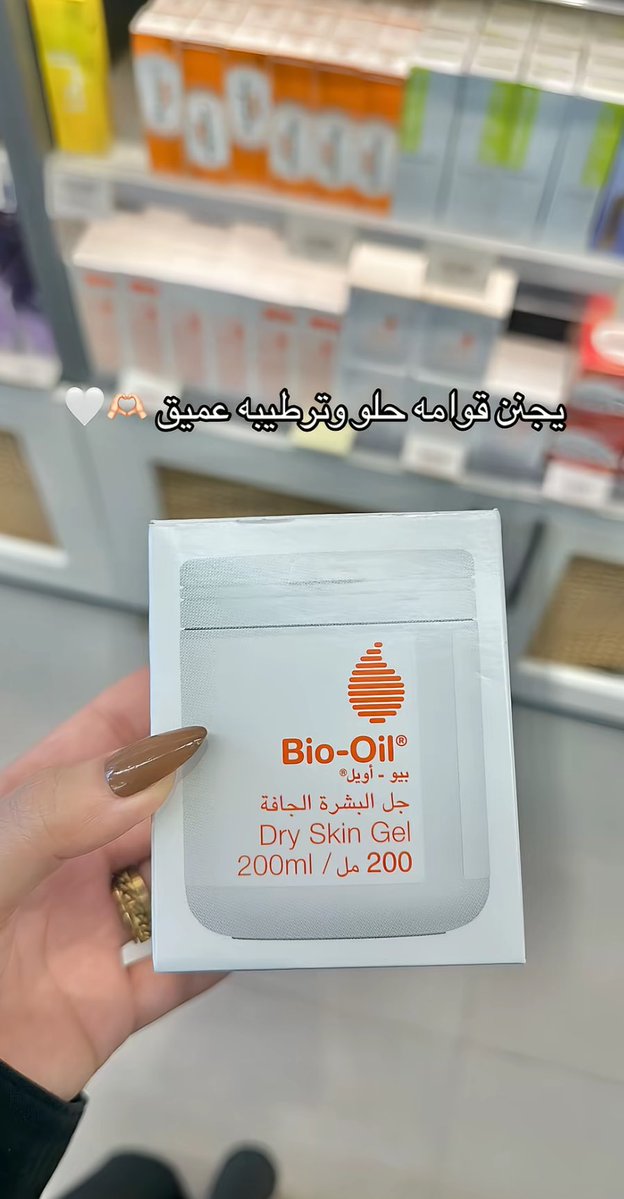 يجنن قوامه حلو وترطيبه عميق 🫶🏻🤍
Bio-Oil®
بيو - أويل®
جل البشرة الجافة
Dry Skin Gel
200ml / 200 مل